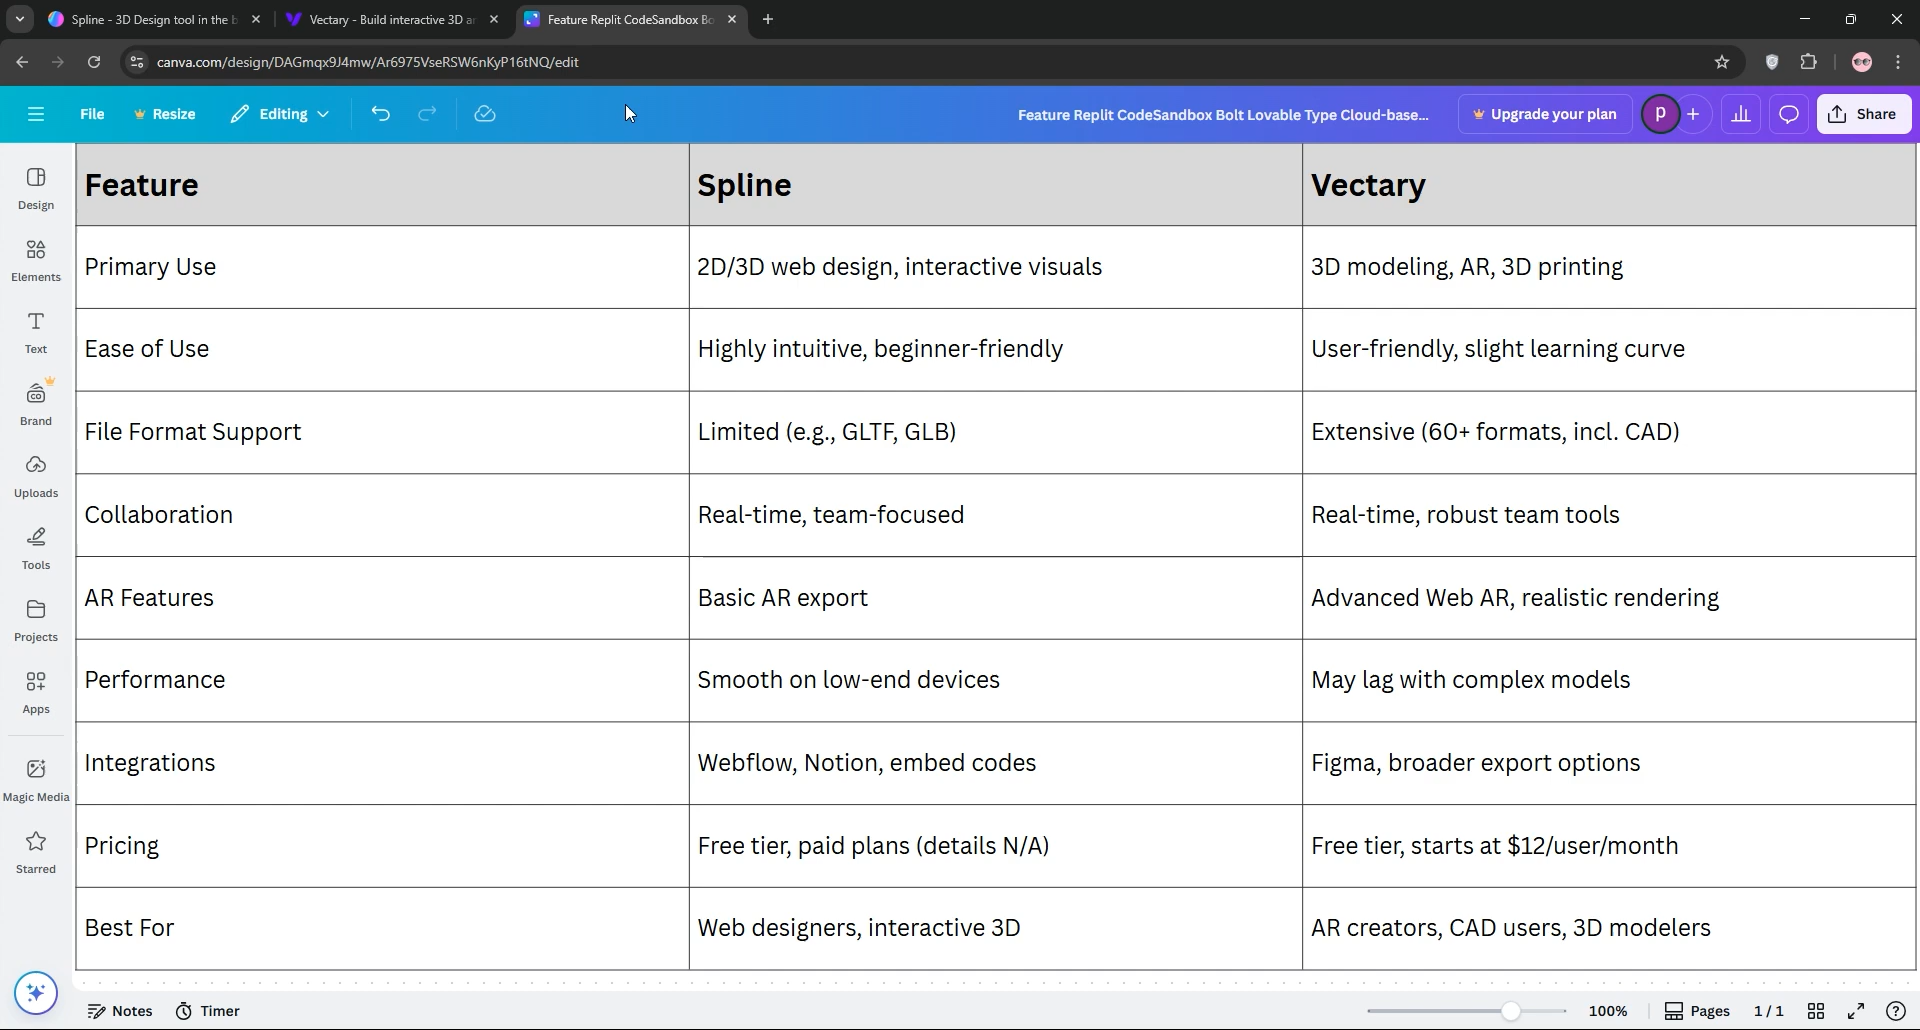 Spline - 3D Design tool in the b
Vectary - Build interactive 3D ar
Feature Replit CodeSandbox Bo
canva.com/design/DAGmqx9J4mw/Ar6975VseRSW6nKyP16tNQ/edit
File
Resize
Editing
Feature Replit CodeSandbox Bolt Lovable Type Cloud-base...
Upgrade your plan
P
Share
Design
Elements
Text
Brand
Uploads
Tools
Projects
Apps
Magic Media
Starred
Feature Spline Vectary
Primary Use 2D/3D web design, interactive visuals 3D modeling, AR, 3D printing
Ease of Use Highly intuitive, beginner-friendly User-friendly, slight learning curve
File Format Support Limited (e.g., GLTF, GLB) Extensive (60+ formats, incl. CAD)
Collaboration Real-time, team-focused Real-time, robust team tools
AR Features Basic AR export Advanced Web AR, realistic rendering
Performance Smooth on low-end devices May lag with complex models
Integrations Webflow, Notion, embed codes Figma, broader export options
Pricing Free tier, paid plans (details N/A) Free tier, starts at $12/user/month
Best For Web designers, interactive 3D AR creators, CAD users, 3D modelers
Notes
Timer
100%
Pages
1 / 1